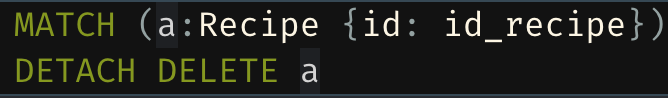 MATCH (a:Recipe {id: id_recipe})
DETACH DELETE a